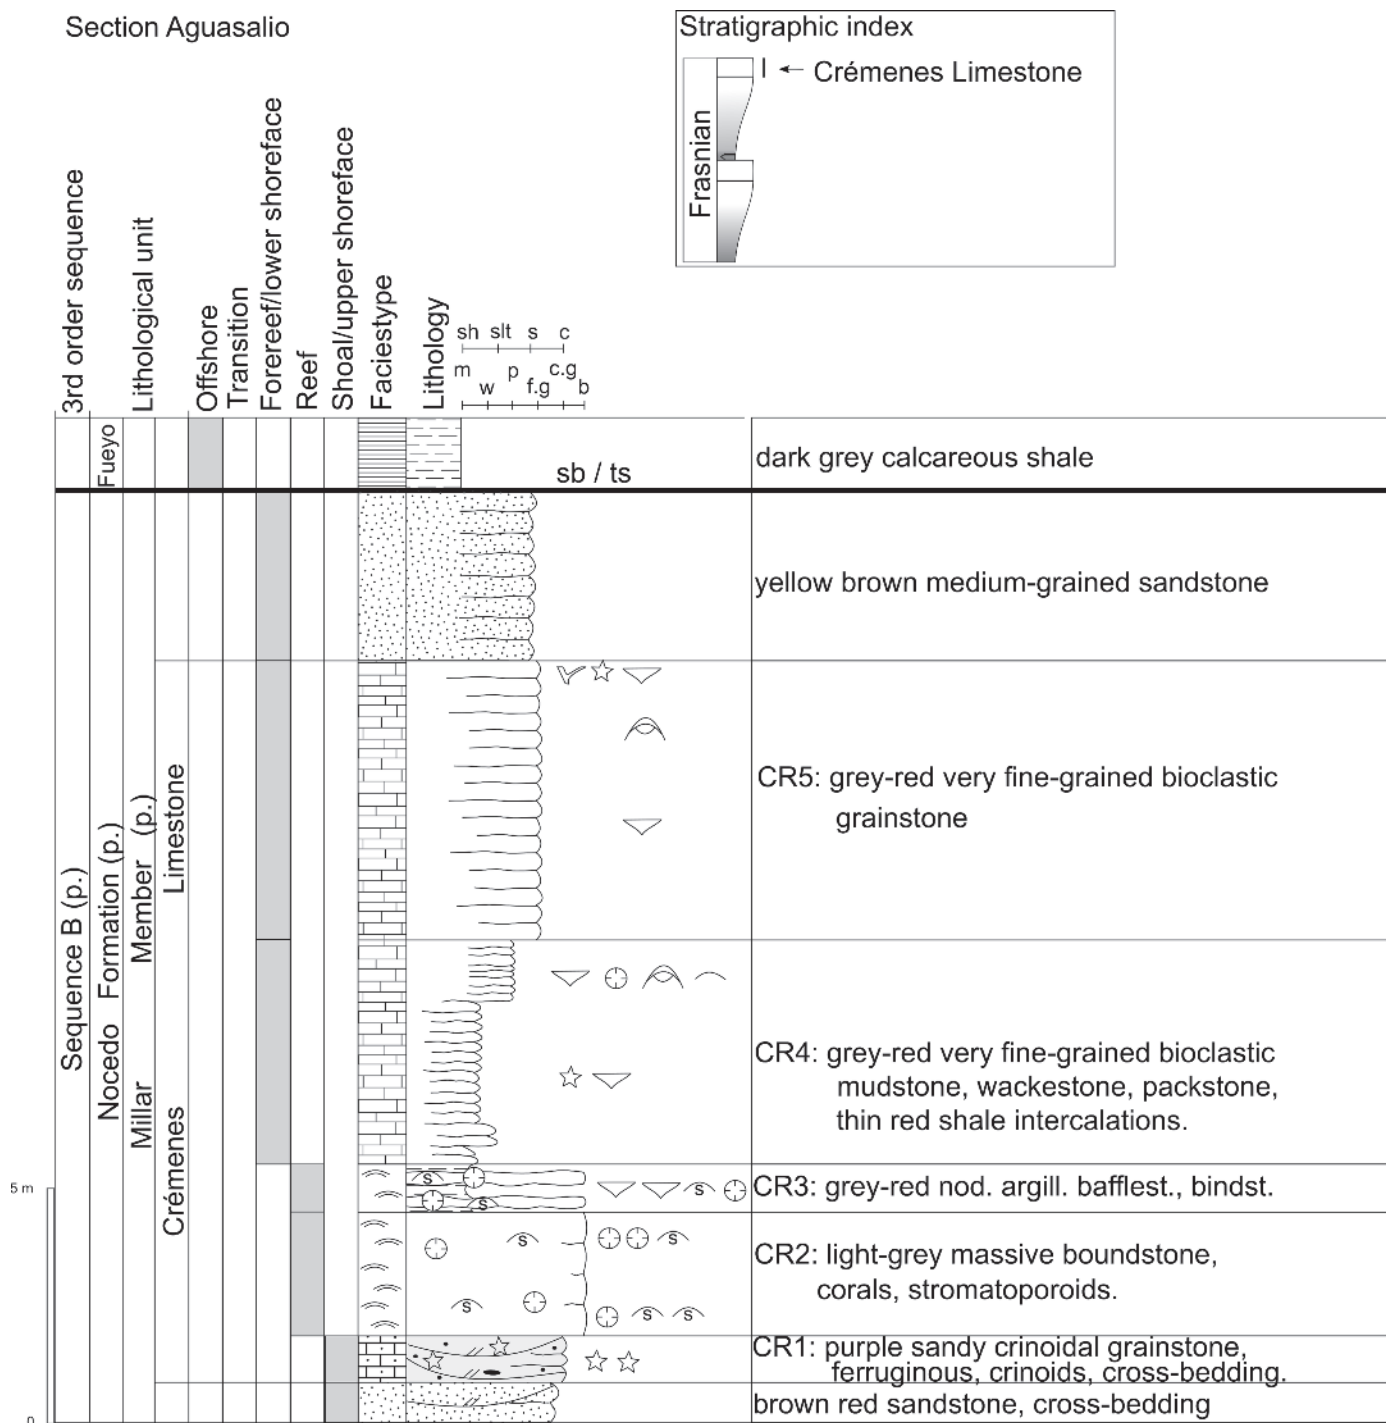 Section Aguasalio
Stratigraphic index
Crémenes Limestone
Frasnian
3rd order sequence
Lithological unit
Offshore
Transition
Forereef/lower shoreface
Reef
Shoal/upper shoreface
Faciestype
Lithology
sh slt s c
m w p f.g c.g b
Fueyo
sb / ts
dark grey calcareous shale
yellow brown medium-grained sandstone
CR5: grey-red very fine-grained bioclastic
grainstone
CR4: grey-red very fine-grained bioclastic
mudstone, wackestone, packstone,
thin red shale intercalations.
CR3: grey-red nod. argill. bafflest., bindst.
CR2: light-grey massive boundstone,
corals, stromatoporoids.
CR1: purple sandy crinoidal grainstone,
ferruginous, crinoids, cross-bedding.
brown red sandstone, cross-bedding
Sequence B (p.)
Nocedo Formation (p.)
Millar Member (p.)
Crémenes Limestone
s
s
s
s
s
s
s
s
s
5 m
0